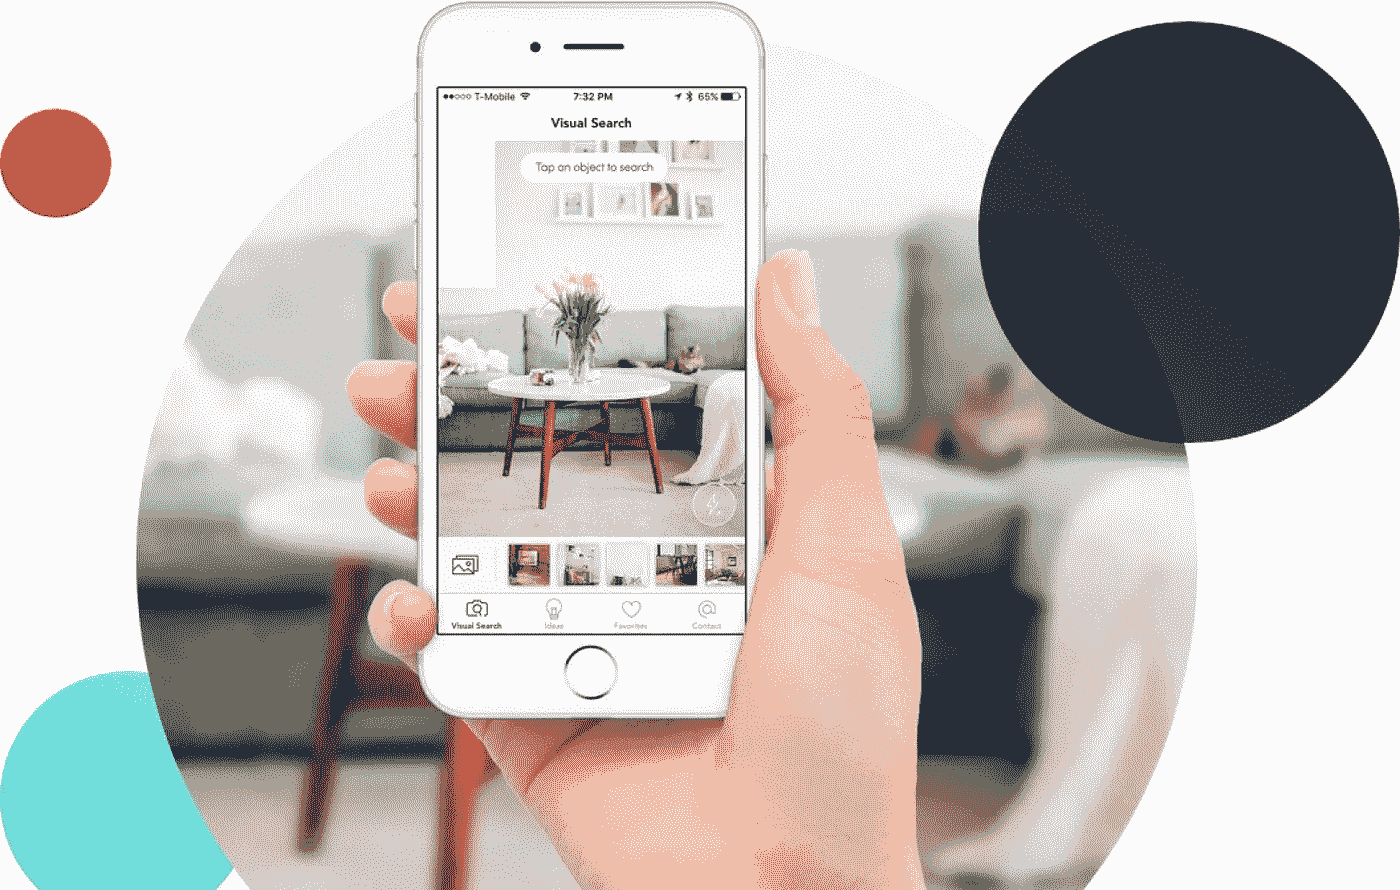 T-Mobile 7:32 PM 65%
Visual Search
Tap an object to search
Visual Search Ideas Favorites Contact